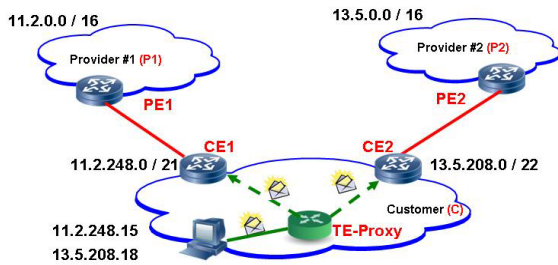 11.2.0.0 / 16
13.5.0.0 / 16
Provider #1 (P1)
Provider #2 (P2)
PE1
PE2
CE1
CE2
11.2.248.0 / 21
13.5.208.0 / 22
Customer (C)
11.2.248.15
13.5.208.18
TE-Proxy